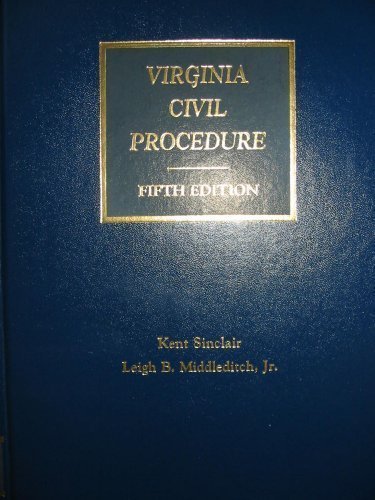 VIRGINIA
CIVIL
PROCEDURE
FIFTH EDITION
Kent Sinclair
Leigh B. Middleditch, Jr.